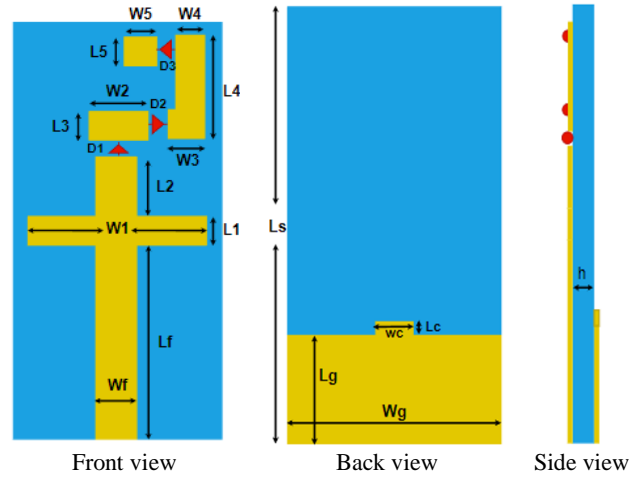 W5
W4
L5
D3
L4
W2
D2
L3
D1
W3
L2
W1
L1
Lf
Wf
Ls
wc
Lc
Lg
Wg
h
Front view
Back view
Side view